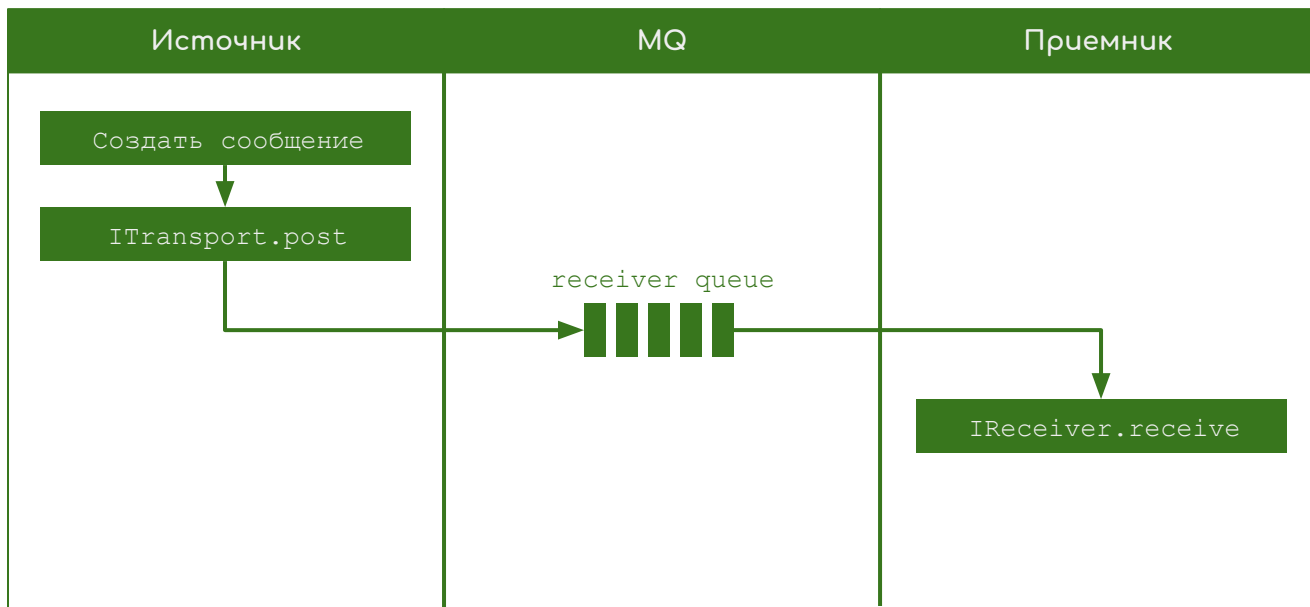 Источник
MQ
Приемник
Создать сообщение
ITransport.post
receiver queue
IReceiver.receive